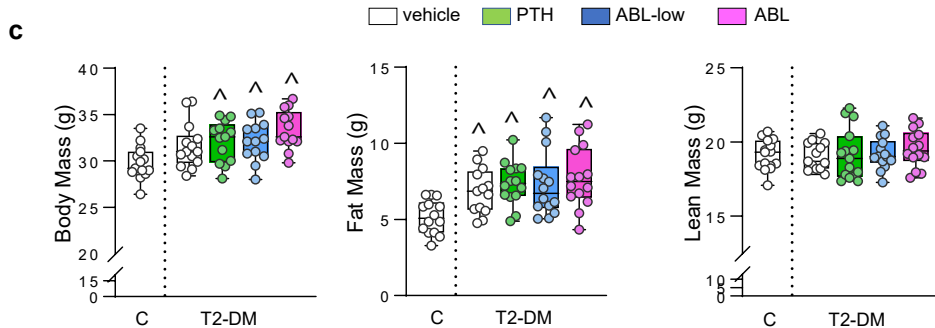 vehicle PTH ABL-low ABL
c
Body Mass (g)
40
35
30
25
20
15
0
^ ^ ^
C T2-DM
Fat Mass (g)
15
10
5
0
^ ^ ^ ^
C T2-DM
Lean Mass (g)
25
20
15
10
5
0
C T2-DM